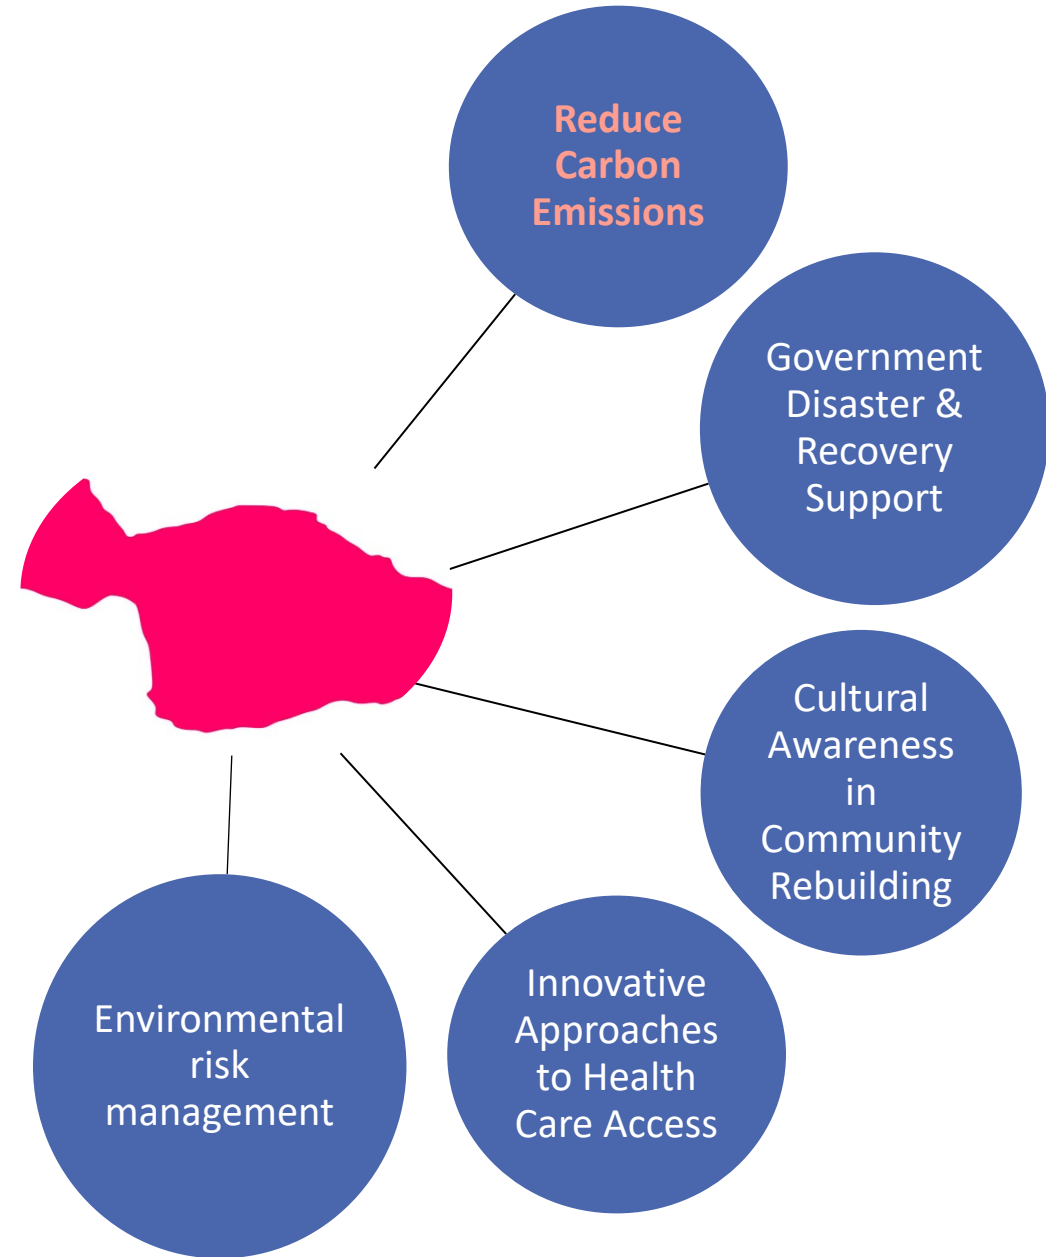 Reduce
Carbon
Emissions
Government
Disaster &
Recovery
Support
Cultural
Awareness
in
Community
Rebuilding
Innovative
Approaches
to Health
Care Access
Environmental
risk
management